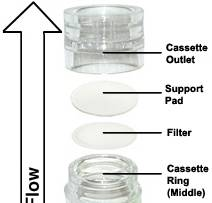 Cassette
Outlet
Support
Pad
Filter
Cassette
Ring
(Middle)
Flow